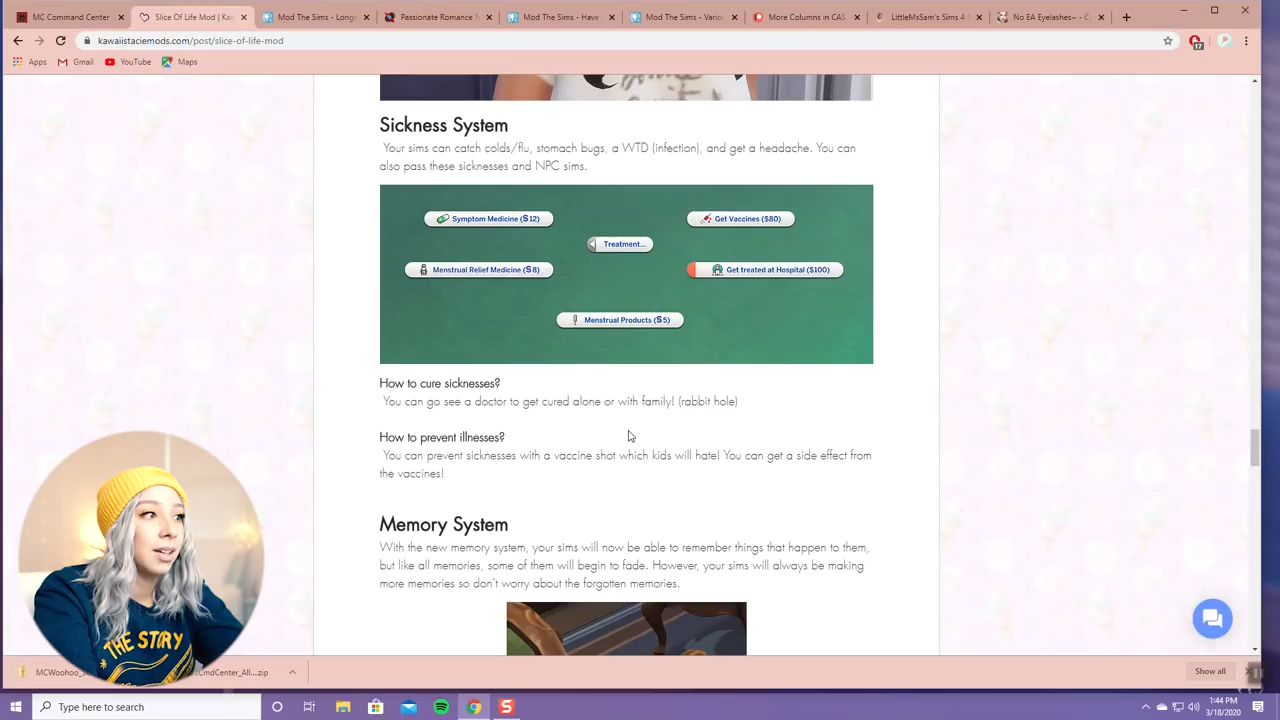 MC Command Center
Slice Of Life Mod | Kaw
Mod The Sims - Longe
Passionate Romance M
Mod The Sims - Have
Mod The Sims - Vario
More Columns in CAS
LittleMsSam's Sims 4 M
No EA Eyelashes~ - C
kawaiistaciemods.com/post/slice-of-life-mod
17
Apps
Gmail
YouTube
Maps
Sickness System
Your sims can catch colds/flu, stomach bugs, a WTD (infection), and get a headache. You can
also pass these sicknesses and NPC sims.
Symptom Medicine (S12)
Get Vaccines ($80)
Treatment...
Menstrual Relief Medicine (S8)
Get treated at Hospital ($100)
Menstrual Products (S5)
How to cure sicknesses?
You can go see a doctor to get cured alone or with family! (rabbit hole)
How to prevent illnesses?
You can prevent sicknesses with a vaccine shot which kids will hate! You can get a side effect from
the vaccines!
Memory System
With the new memory system, your sims will now be able to remember things that happen to them,
but like all memories, some of them will begin to fade. However, your sims will always be making
more memories so don't worry about the forgotten memories.
THE STORY
MCWoohoo_
CmdCenter_All....zip
Show all
Type here to search
1:44 PM
3/18/2020